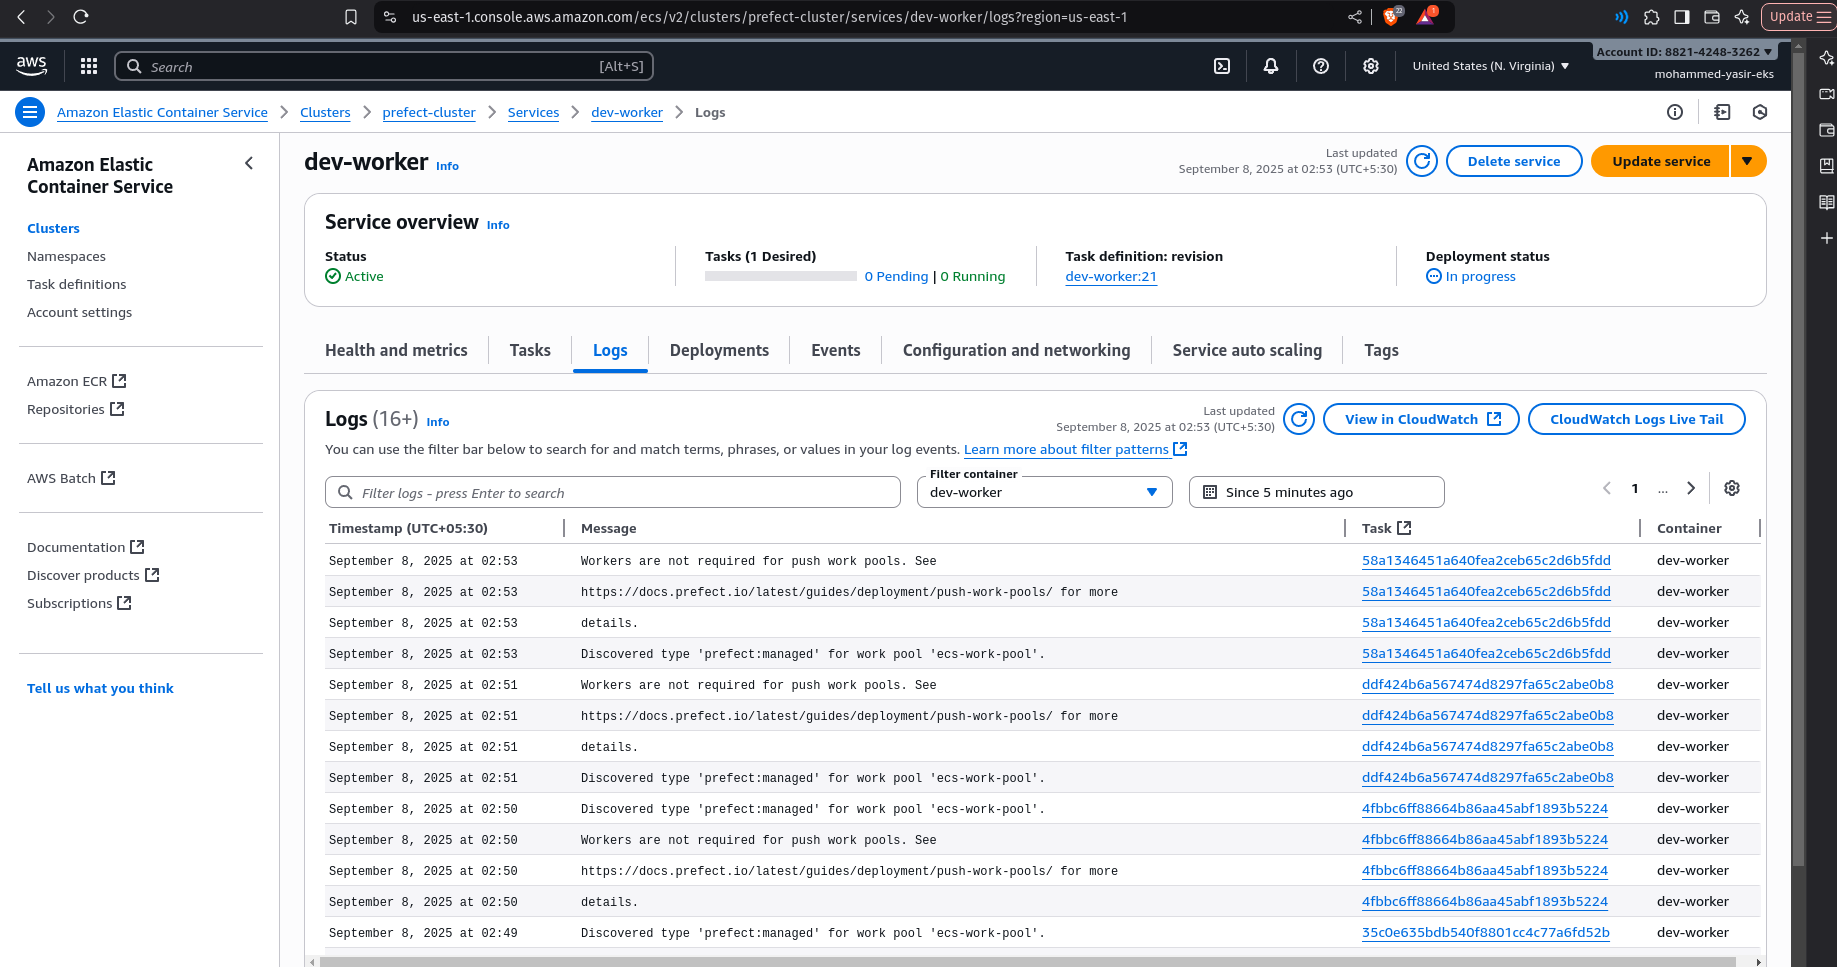 us-east-1.console.aws.amazon.com/ecs/v2/clusters/prefect-cluster/services/dev-worker/logs?region=us-east-1
22
1
Update
aws
Search
[Alt+S]
United States (N. Virginia)
Account ID: 8821-4248-3262
mohammed-yasir-eks
Amazon Elastic Container Service
Clusters
prefect-cluster
Services
dev-worker
Logs
Amazon Elastic
Container Service
Clusters
Namespaces
Task definitions
Account settings
Amazon ECR
Repositories
AWS Batch
Documentation
Discover products
Subscriptions
Tell us what you think
dev-worker Info
Last updated
September 8, 2025 at 02:53 (UTC+5:30)
Delete service
Update service
Service overview Info
Status
Active
Tasks (1 Desired)
0 Pending | 0 Running
Task definition: revision
dev-worker:21
Deployment status
In progress
Health and metrics
Tasks
Logs
Deployments
Events
Configuration and networking
Service auto scaling
Tags
Logs (16+) Info
Last updated
September 8, 2025 at 02:53 (UTC+5:30)
View in CloudWatch
CloudWatch Logs Live Tail
You can use the filter bar below to search for and match terms, phrases, or values in your log events. Learn more about filter patterns
Filter logs - press Enter to search
Filter container
dev-worker
Since 5 minutes ago
1 ...
Timestamp (UTC+05:30) Message Task Container
September 8, 2025 at 02:53 Workers are not required for push work pools. See 58a1346451a640fea2ceb65c2d6b5fdd dev-worker
September 8, 2025 at 02:53 https://docs.prefect.io/latest/guides/deployment/push-work-pools/ for more 58a1346451a640fea2ceb65c2d6b5fdd dev-worker
September 8, 2025 at 02:53 details. 58a1346451a640fea2ceb65c2d6b5fdd dev-worker
September 8, 2025 at 02:53 Discovered type 'prefect:managed' for work pool 'ecs-work-pool'. 58a1346451a640fea2ceb65c2d6b5fdd dev-worker
September 8, 2025 at 02:51 Workers are not required for push work pools. See ddf424b6a567474d8297fa65c2abe0b8 dev-worker
September 8, 2025 at 02:51 https://docs.prefect.io/latest/guides/deployment/push-work-pools/ for more ddf424b6a567474d8297fa65c2abe0b8 dev-worker
September 8, 2025 at 02:51 details. ddf424b6a567474d8297fa65c2abe0b8 dev-worker
September 8, 2025 at 02:51 Discovered type 'prefect:managed' for work pool 'ecs-work-pool'. ddf424b6a567474d8297fa65c2abe0b8 dev-worker
September 8, 2025 at 02:50 Discovered type 'prefect:managed' for work pool 'ecs-work-pool'. 4fbbc6ff88664b86aa45abf1893b5224 dev-worker
September 8, 2025 at 02:50 Workers are not required for push work pools. See 4fbbc6ff88664b86aa45abf1893b5224 dev-worker
September 8, 2025 at 02:50 https://docs.prefect.io/latest/guides/deployment/push-work-pools/ for more 4fbbc6ff88664b86aa45abf1893b5224 dev-worker
September 8, 2025 at 02:50 details. 4fbbc6ff88664b86aa45abf1893b5224 dev-worker
September 8, 2025 at 02:49 Discovered type 'prefect:managed' for work pool 'ecs-work-pool'. 35c0e635bdb540f8801cc4c77a6fd52b dev-worker